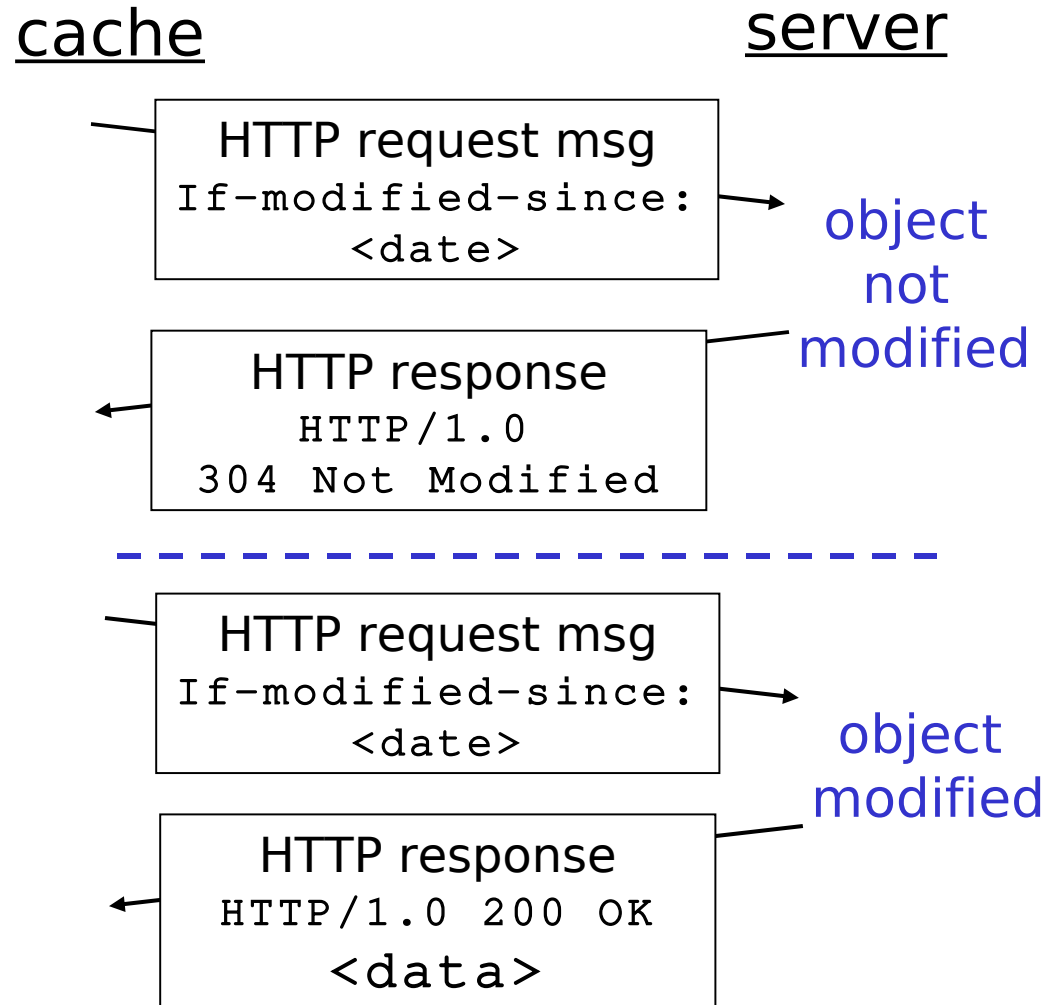 cache
server
HTTP request msg
If-modified-since:
<date>
object
not
modified
HTTP response
HTTP/1.0
304 Not Modified
HTTP request msg
If-modified-since:
<date>
object
modified
HTTP response
HTTP/1.0 200 OK
<data>